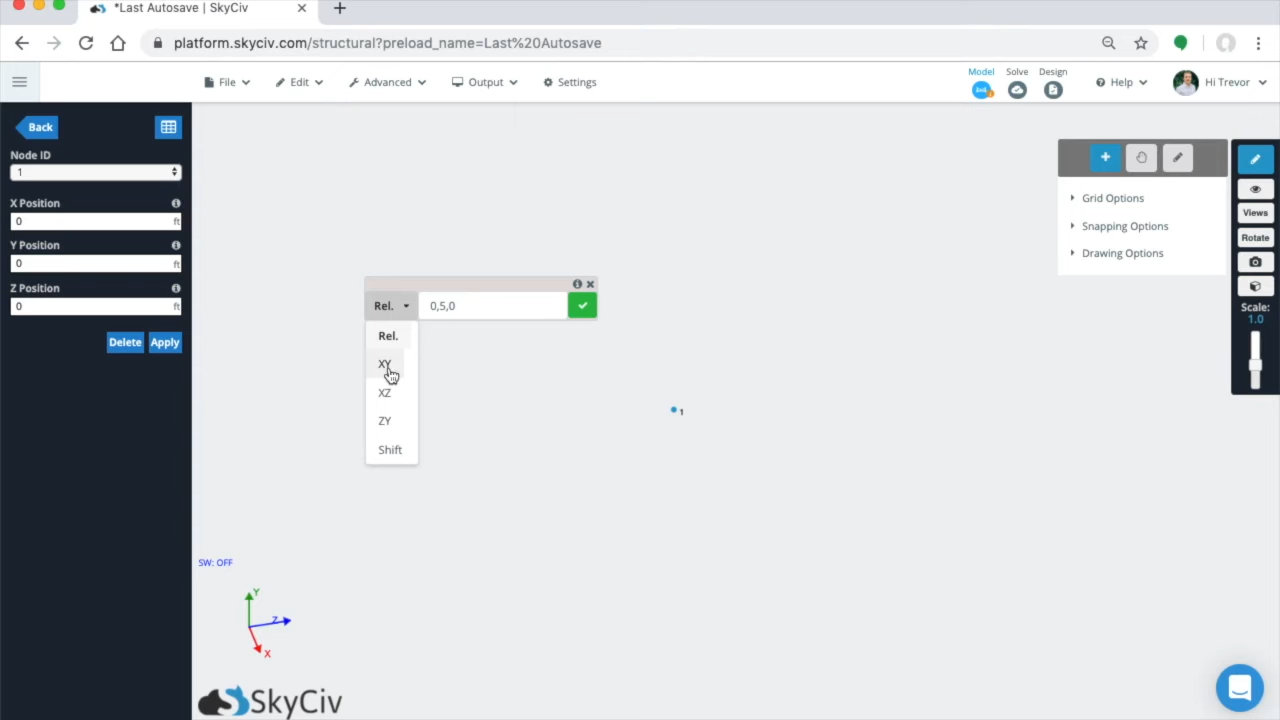 *Last Autosave | SkyCiv
platform.skyciv.com/structural?preload_name=Last%20Autosave
File
Edit
Advanced
Output
Settings
Model
Solve
Design
Help
Hi Trevor
Back
Node ID
1
X Position
0
ft
Y Position
0
ft
Z Position
0
ft
Delete
Apply
Grid Options
Snapping Options
Drawing Options
Views
Rotate
Scale:
1.0
Rel.
0,5,0
Rel.
XY
XZ
ZY
Shift
1
SW: OFF
Y
Z
X
SkyCiv